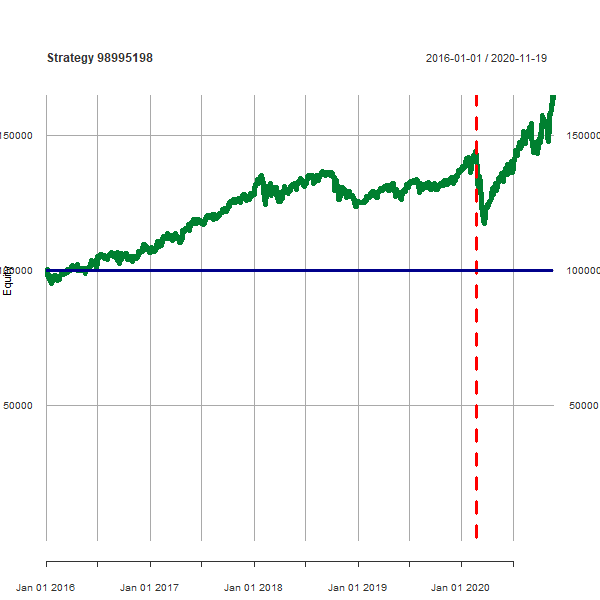 Strategy 98995198
2016-01-01 / 2020-11-19
150000
150000
100000
100000
Equity
50000
50000
Jan 01 2016
Jan 01 2017
Jan 01 2018
Jan 01 2019
Jan 01 2020